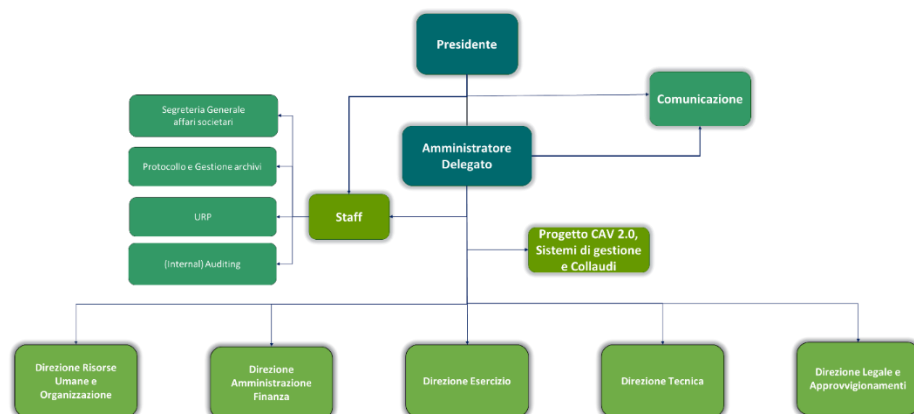 Presidente
Comunicazione
Segreteria Generale
affari societari
Amministratore
Delegato
Protocollo e Gestione archivi
URP
Staff
Progetto CAV 2.0,
Sistemi di gestione
e Collaudi
(Internal) Auditing
Direzione Risorse
Umane e
Organizzazione
Direzione
Amministrazione
Finanza
Direzione Esercizio
Direzione Tecnica
Direzione Legale e
Approvvigionamenti